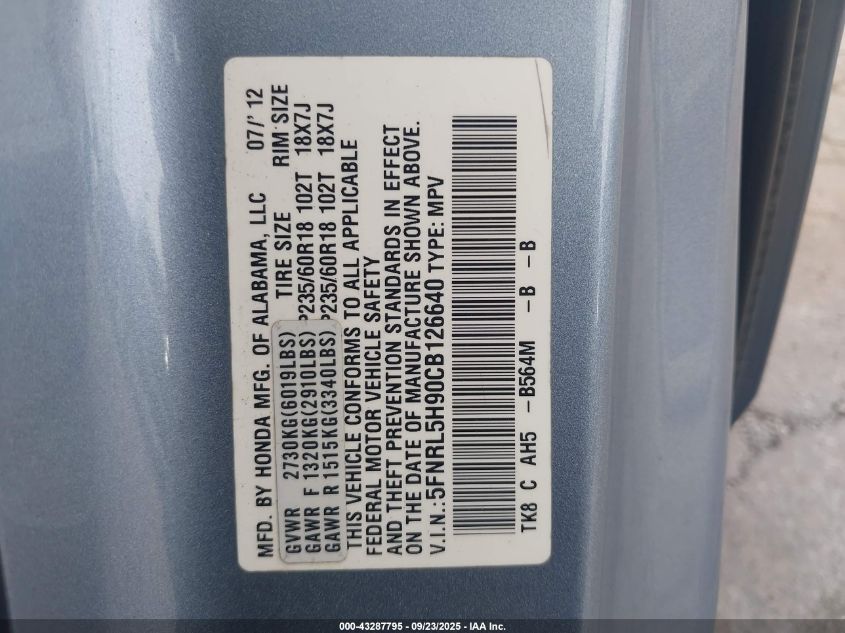 MFD. BY HONDA MFG. OF ALABAMA, LLC 07/'12
TIRE SIZE RIM SIZE
GVWR 2730KG(6019LBS)
GAWR F 1320KG(2910LBS) P235/60R18 102T 18X7J
GAWR R 1515KG(3340LBS) P235/60R18 102T 18X7J
THIS VEHICLE CONFORMS TO ALL APPLICABLE
FEDERAL MOTOR VEHICLE SAFETY
AND THEFT PREVENTION STANDARDS IN EFFECT
ON THE DATE OF MANUFACTURE SHOWN ABOVE.
V.I.N.:5FNRL5H90CB126640 TYPE: MPV
TK8 C AH5 -B564M -B -B
000-43287795 - 09/23/2025 - IAA Inc.